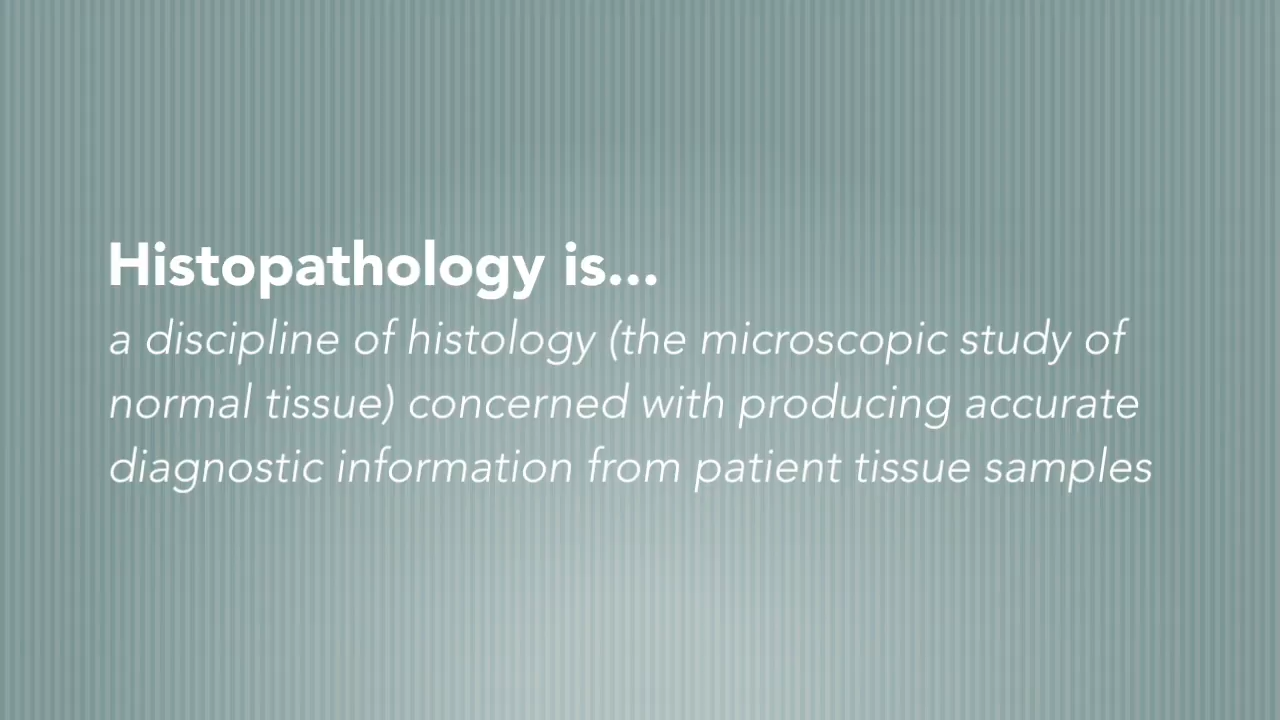 Histopathology is...
a discipline of histology (the microscopic study of
normal tissue) concerned with producing accurate
diagnostic information from patient tissue samples